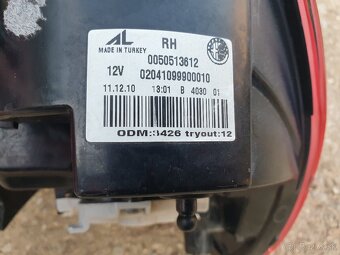 AL
MADE IN TURKEY
RH
0050513612
12V
02041099900010
11.12.10 18:01 B 4030 01
ODM:3426 tryout:12